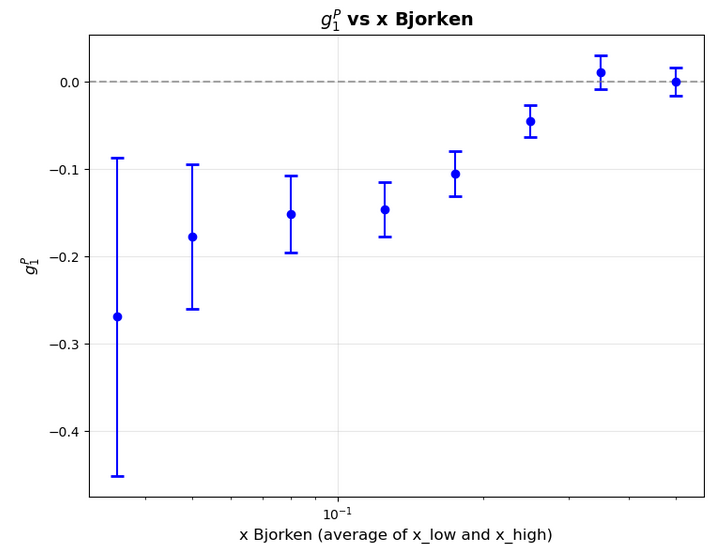 g₁ᴾ vs x Bjorken
g₁ᴾ
0.0
−0.1
−0.2
−0.3
−0.4
10⁻¹
x Bjorken (average of x_low and x_high)